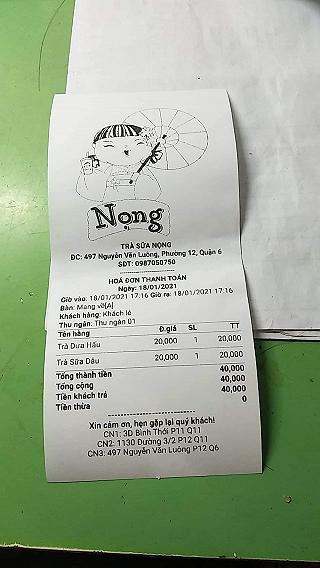 Nọng
TRÀ SỮA NỌNG
ĐC: 497 Nguyễn Văn Luông, Phường 12, Quận 6
SĐT: 0987050750
HOÁ ĐƠN THANH TOÁN
Ngày: 18/01/2021
Giờ vào: 18/01/2021 17:16 Giờ ra: 18/01/2021 17:16
Bàn: Mang về[A]
Khách hàng: Khách lẻ
Thu ngân: Thu ngân 01
Tên hàng Đ.giá SL TT
Trà Dưa Hấu 20,000 1 20,000
Trà Sữa Dâu 20,000 1 20,000
Tổng thành tiền 40,000
Tổng cộng 40,000
Tiền khách trả 40,000
Tiền thừa 0
Xin cảm ơn, hẹn gặp lại quý khách!
CN1: 3D Bình Thới P11 Q11
CN2: 1130 Đường 3/2 P12 Q11
CN3: 497 Nguyễn Văn Luông P12 Q6